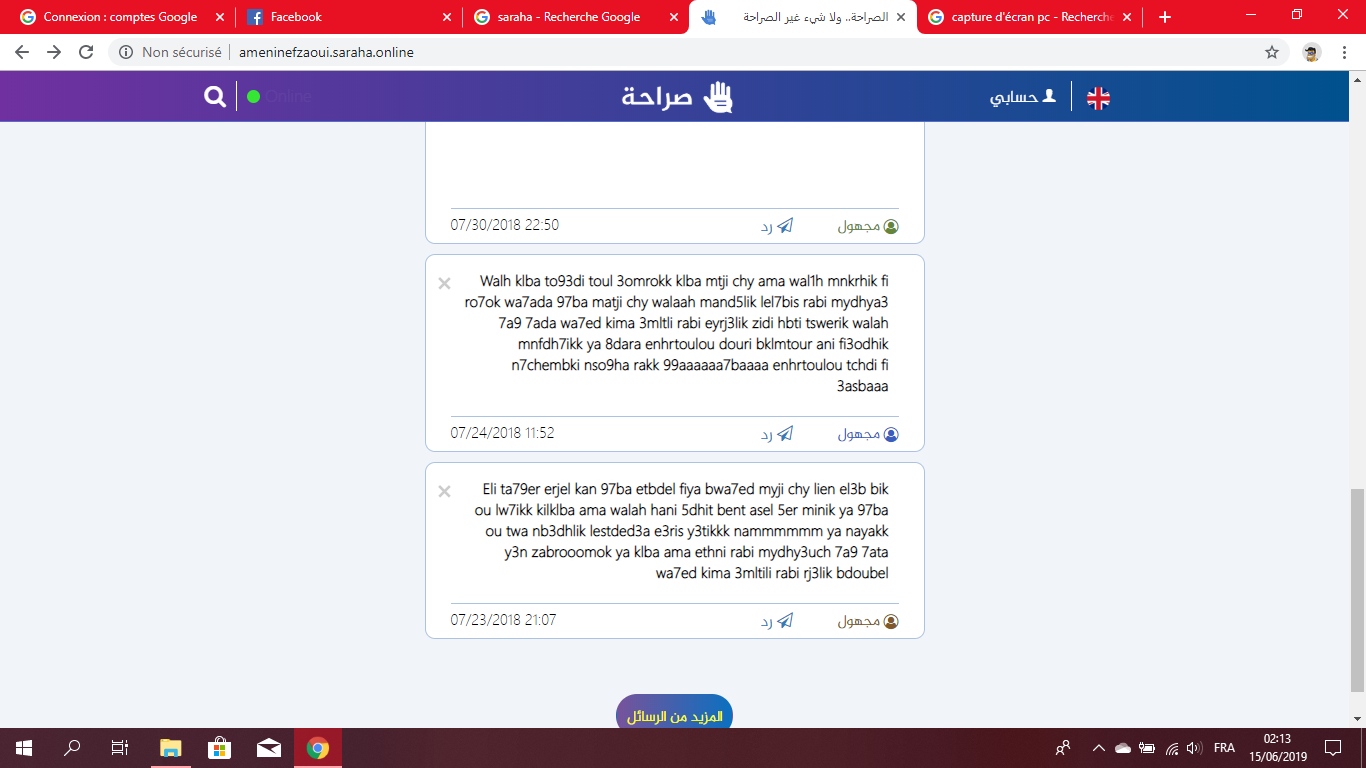 Connexion : comptes Google
Facebook
saraha - Recherche Google
الصراحة.. ولا شيء غير الصراحة
capture d'écran pc - Recherche
Non sécurisé
ameninefzaoui.saraha.online
Online
صراحة
حسابي
07/30/2018 22:50
رد
مجهول
Walh klba to93di toul 3omrokk klba mtji chy ama wal1h mnkrhik fi
ro7ok wa7ada 97ba matji chy walaah mand5lik lel7bis rabi mydhya3
7a9 7ada wa7ed kima 3mltli rabi eyrj3lik zidi hbti tswerik walah
mnfdh7ikk ya 8dara enhrtoulou douri bklmtour ani fi3odhik
n7chembki nso9ha rakk 99aaaaaa7baaaa enhrtoulou tchdi fi
3asbaaa
07/24/2018 11:52
رد
مجهول
Eli ta79er erjel kan 97ba etbdel fiya bwa7ed myji chy lien el3b bik
ou lw7ikk kilklba ama walah hani 5dhit bent asel 5er minik ya 97ba
ou twa nb3dhlik lestded3a e3ris y3tikkk nammmmmm ya nayakk
y3n zabrooomok ya klba ama ethni rabi mydhy3uch 7a9 7ata
wa7ed kima 3mltili rabi rj3lik bdoubel
07/23/2018 21:07
رد
مجهول
المزيد من الرسائل
FRA
02:13
15/06/2019